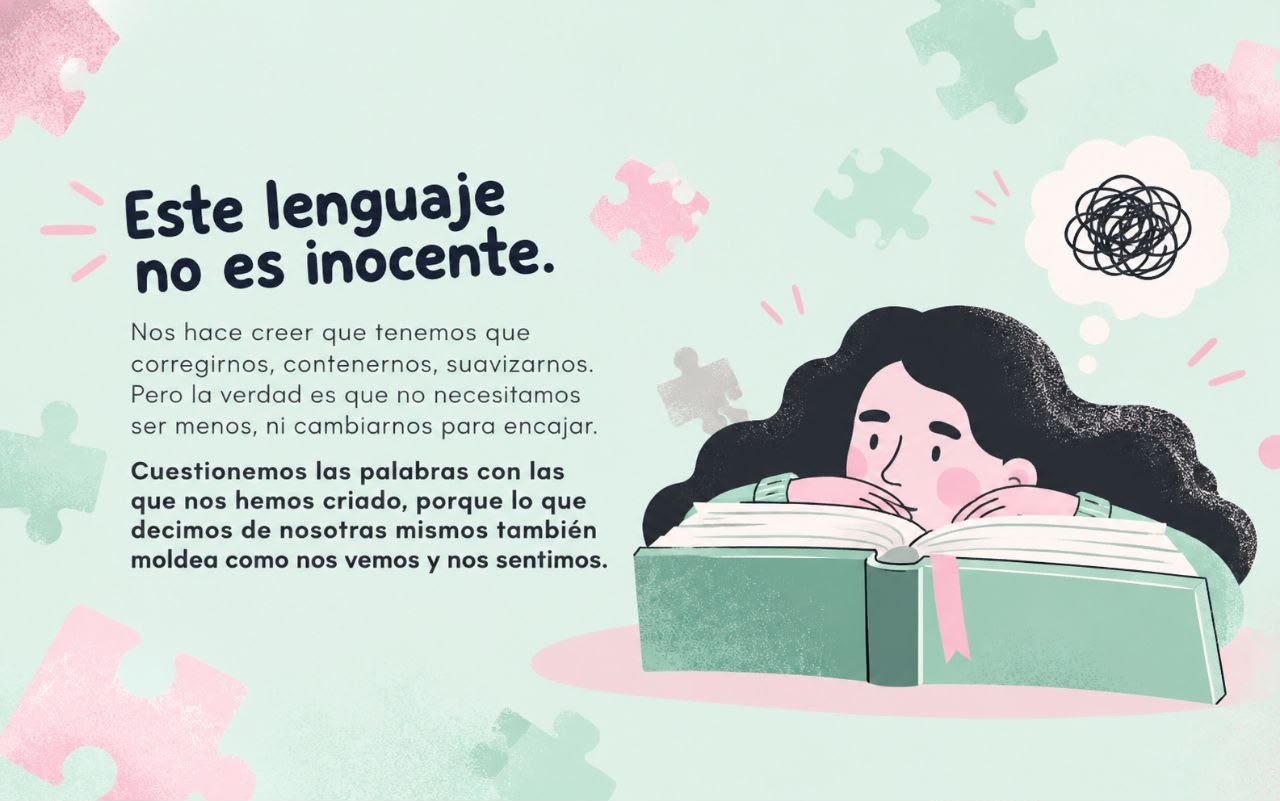 Este lenguaje
no es inocente.
Nos hace creer que tenemos que
corregirnos, contenernos, suavizarnos.
Pero la verdad es que no necesitamos
ser menos, ni cambiarnos para encajar.
Cuestionemos las palabras con las
que nos hemos criado, porque lo que
decimos de nosotras mismos también
moldea como nos vemos y nos sentimos.